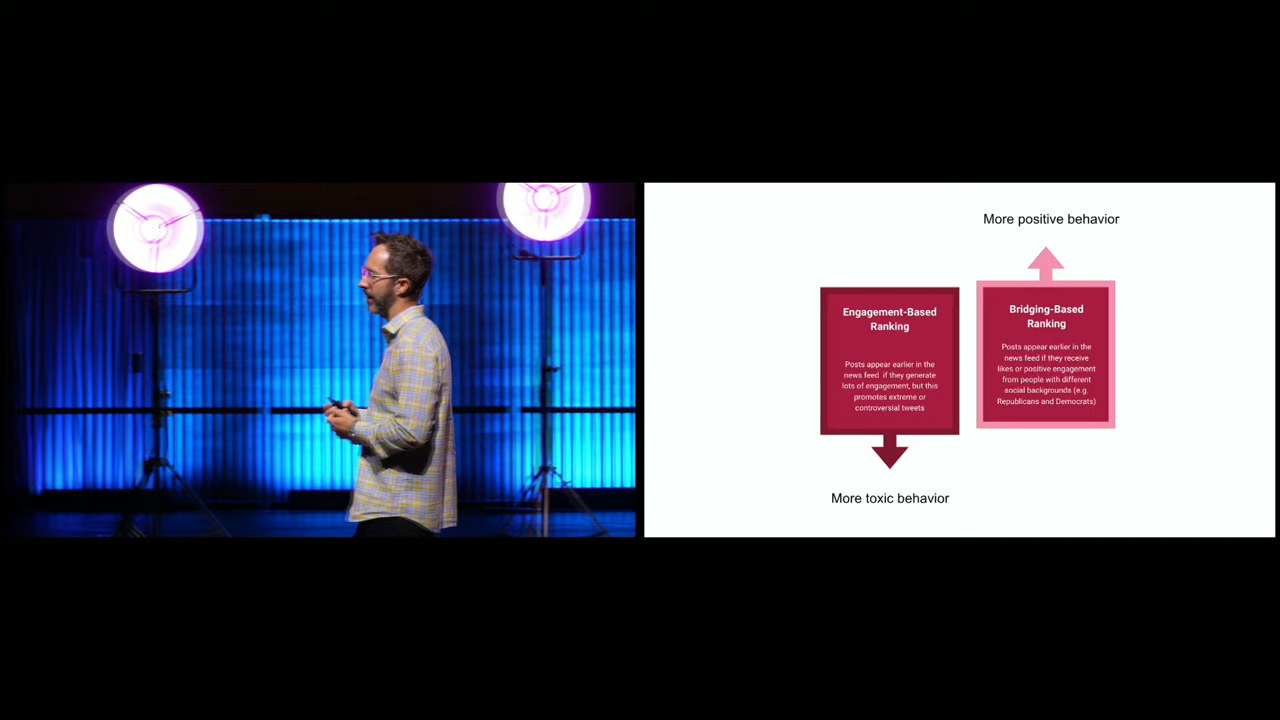 More positive behavior
Engagement-Based
Ranking
Posts appear earlier in the
news feed if they generate
lots of engagement, but this
promotes extreme or
controversial tweets
Bridging-Based
Ranking
Posts appear earlier in the
news feed if they receive
likes or positive engagement
from people with different
social backgrounds (e.g.
Republicans and Democrats)
More toxic behavior